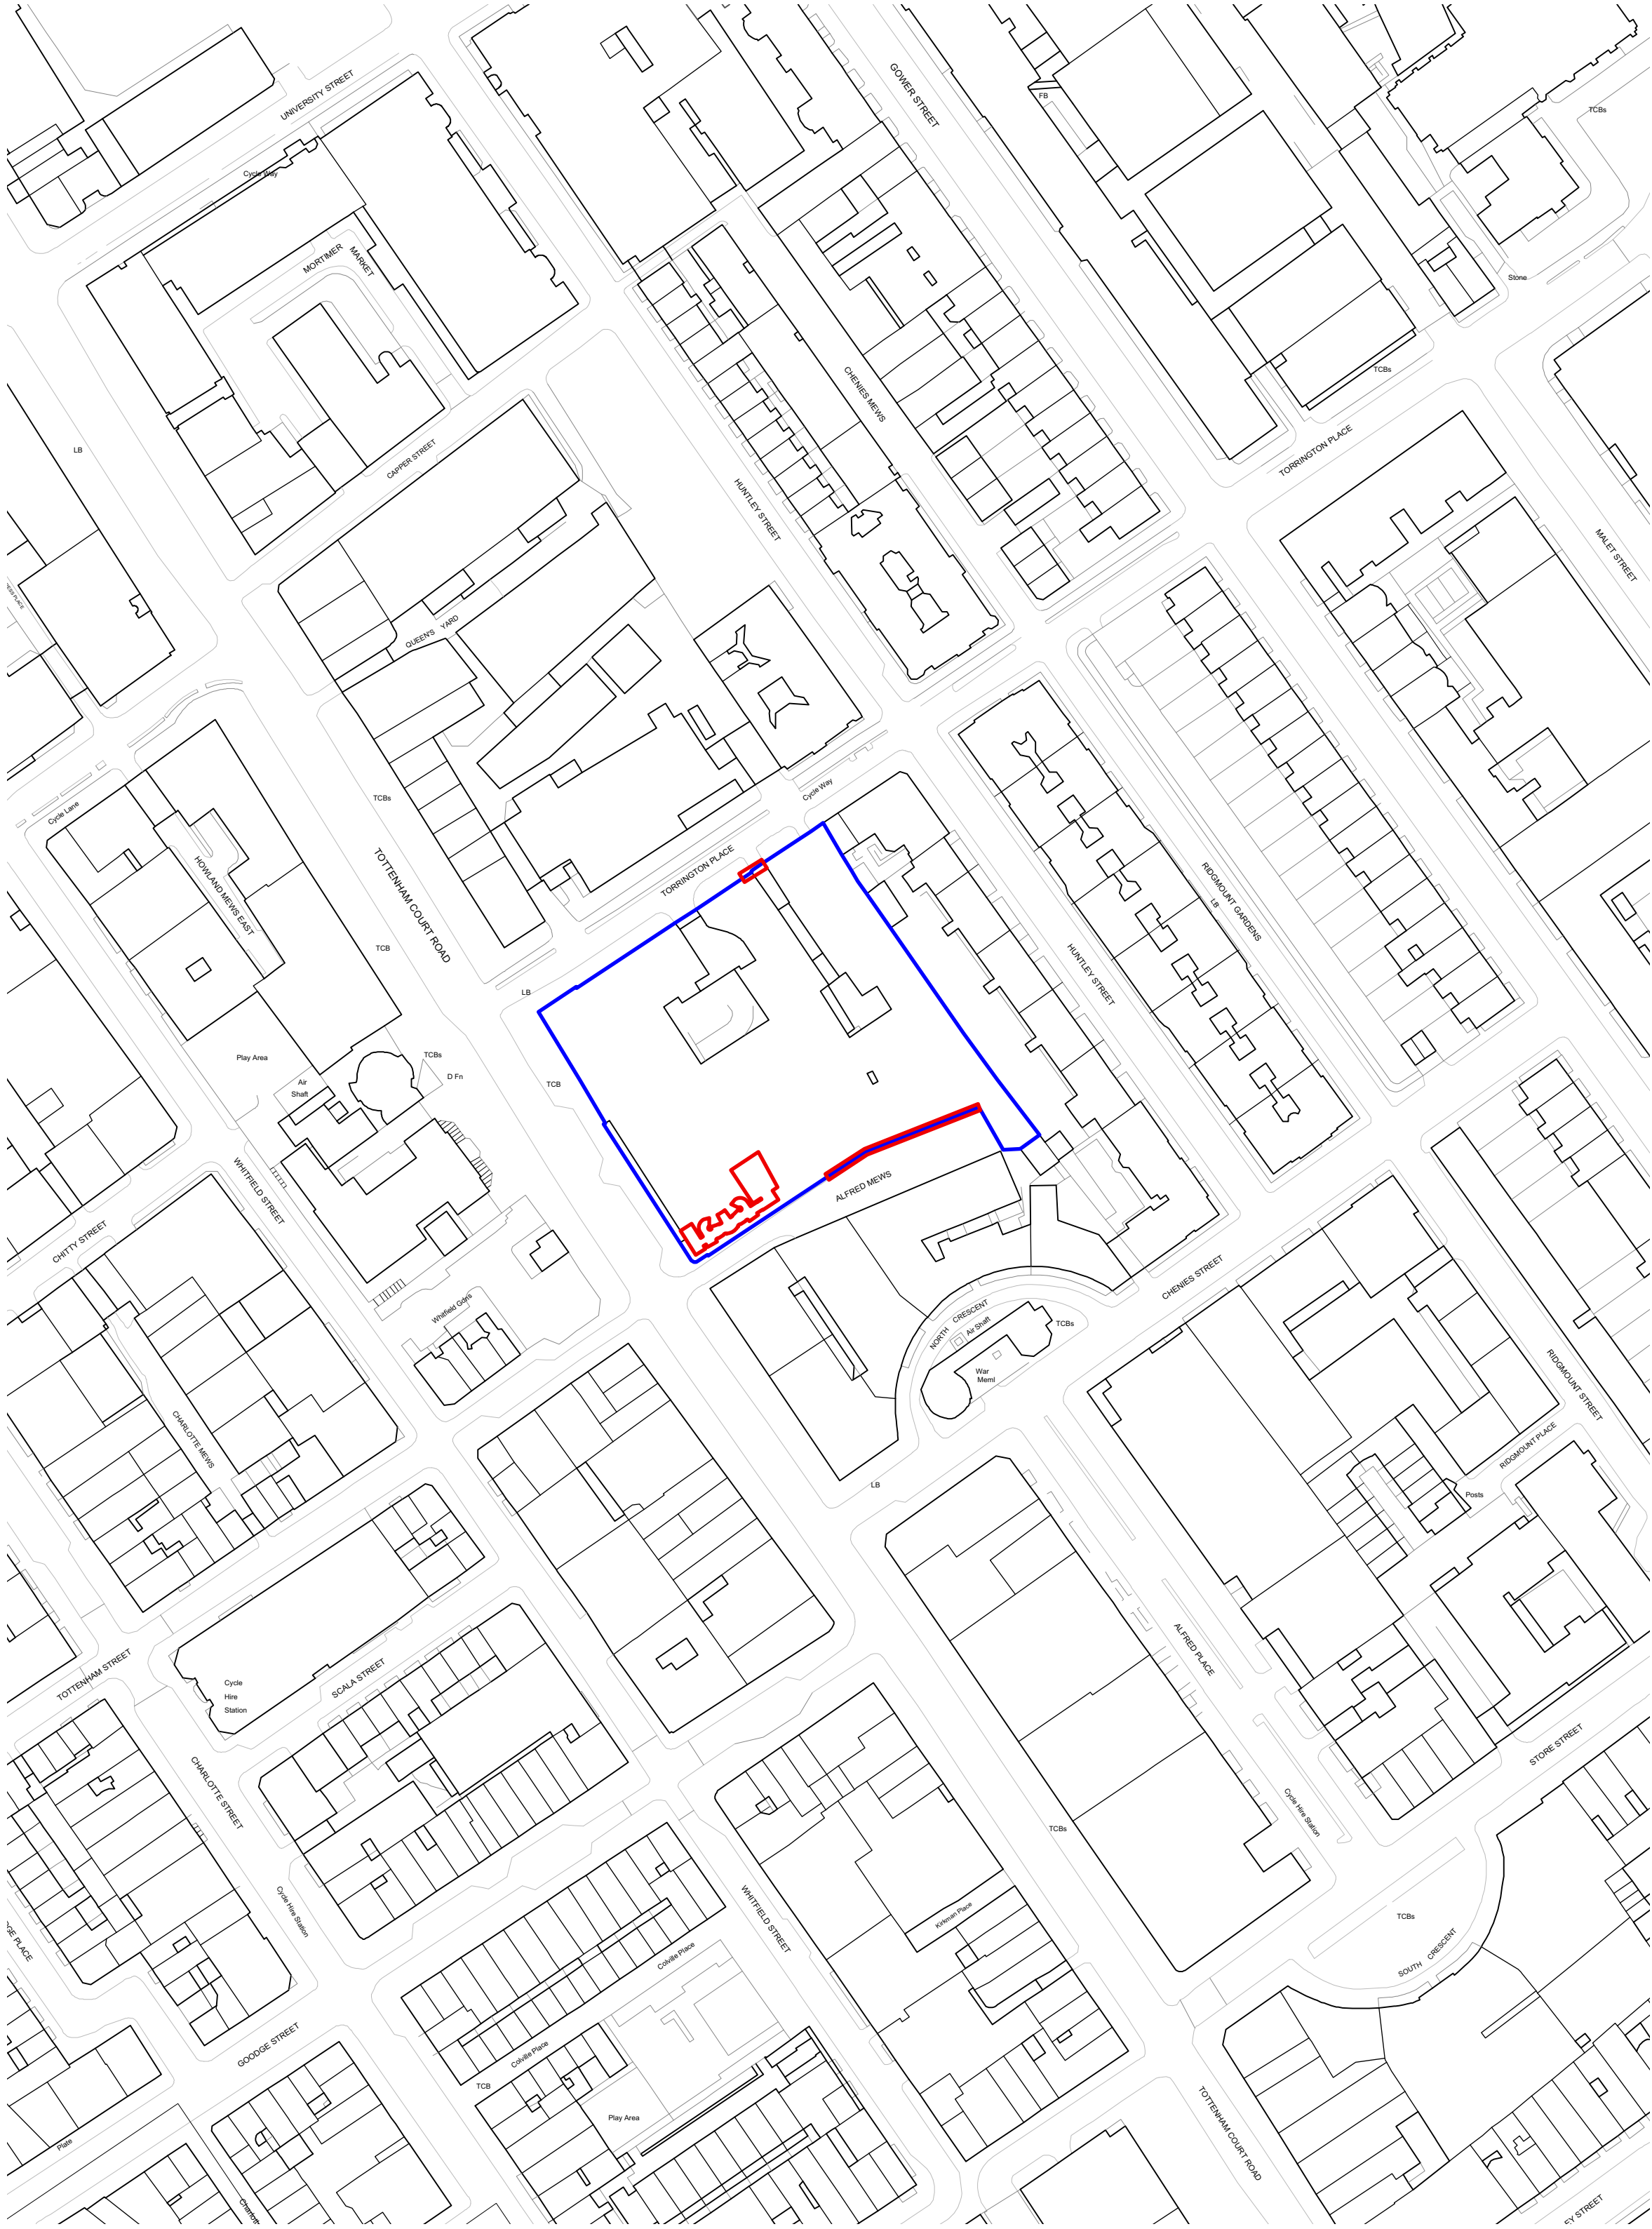 UNIVERSITY STREET
GOWER STREET
FB
TCBs
Cycle Way
MORTIMER
MARKET
Stone
CHENIES MEWS
TCBs
LB
CAPPER STREET
TORRINGTON PLACE
HUNTLEY STREET
MALET STREET
QUEEN'S YARD
Cycle Way
TCBs
Cycle Lane
TORRINGTON PLACE
HOWLAND MEWS EAST
TOTTENHAM COURT ROAD
RIDGMOUNT GARDENS
LB
TCB
HUNTLEY STREET
LB
Play Area
TCBs
D Fn
Air
Shaft
TCB
WHITFIELD STREET
ALFRED MEWS
CHITTY STREET
CHENIES STREET
Whitfield Gdns
NORTH CRESCENT
Air Shaft
TCBs
War
Meml
RIDGMOUNT STREET
CHARLOTTE MEWS
RIDGMOUNT PLACE
LB
Posts
ALFRED PLACE
TOTTENHAM STREET
SCALA STREET
Cycle
Hire
Station
STORE STREET
CHARLOTTE STREET
Cycle Hire Station
TCBs
Cycle Hire Station
WHITFIELD STREET
Kirkman Place
TCBs
SOUTH CRESCENT
Colville Place
GOODGE STREET
Colville Place
TCB
Play Area
TOTTENHAM COURT ROAD
Plate